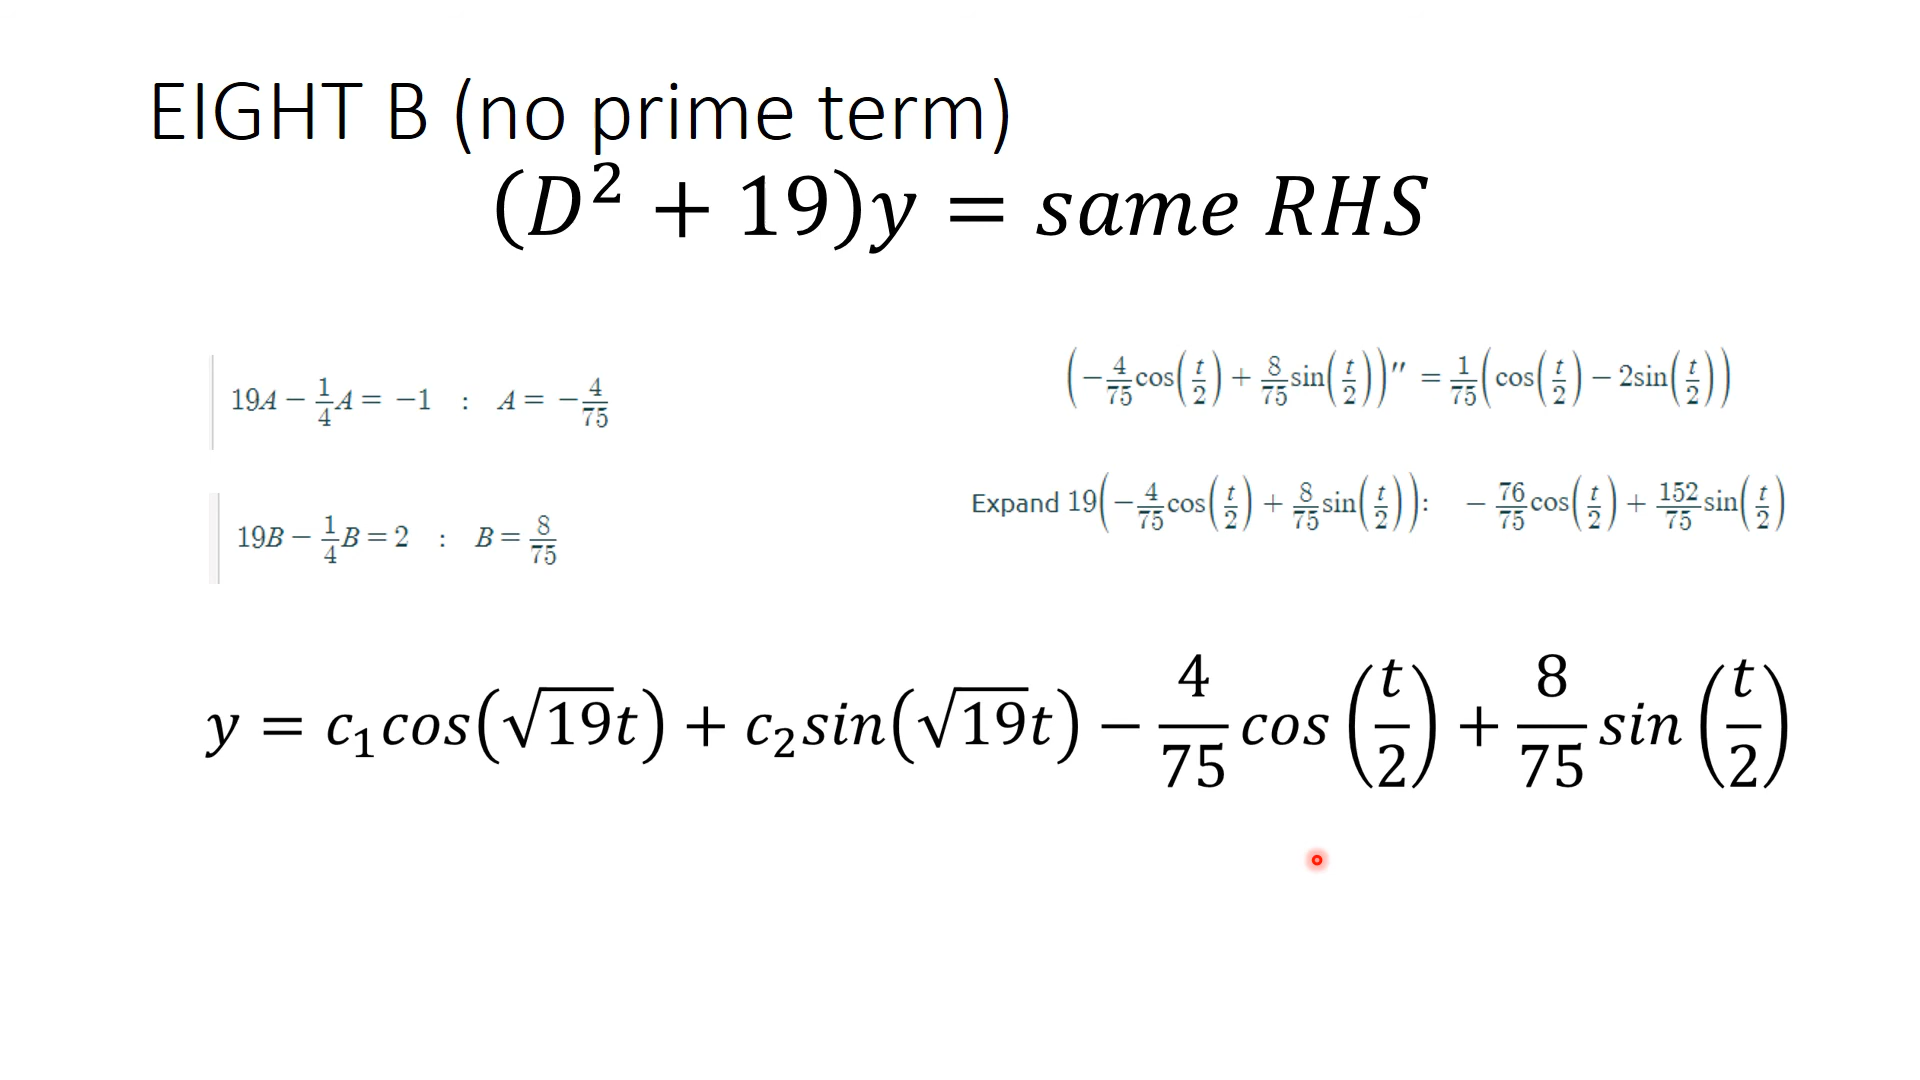 EIGHT B (no prime term)
(D² + 19)y = same RHS
19A − 1/4 A = −1 : A = −4/75
19B − 1/4 B = 2 : B = 8/75
(−4/75 cos(t/2) + 8/75 sin(t/2))″ = 1/75 (cos(t/2) − 2sin(t/2))
Expand 19(−4/75 cos(t/2) + 8/75 sin(t/2)): −76/75 cos(t/2) + 152/75 sin(t/2)
y = c₁cos(√19t) + c₂sin(√19t) − 4/75 cos(t/2) + 8/75 sin(t/2)